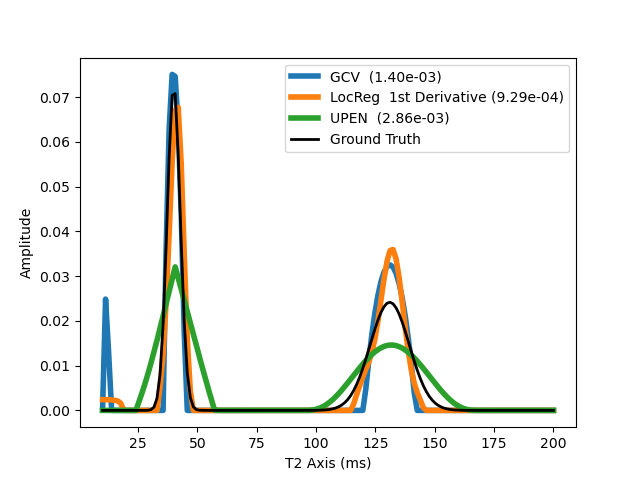 GCV  (1.40e-03)
LocReg  1st Derivative (9.29e-04)
UPEN  (2.86e-03)
Ground Truth
0.07
0.06
0.05
0.04
0.03
0.02
0.01
0.00
Amplitude
25 50 75 100 125 150 175 200
T2 Axis (ms)